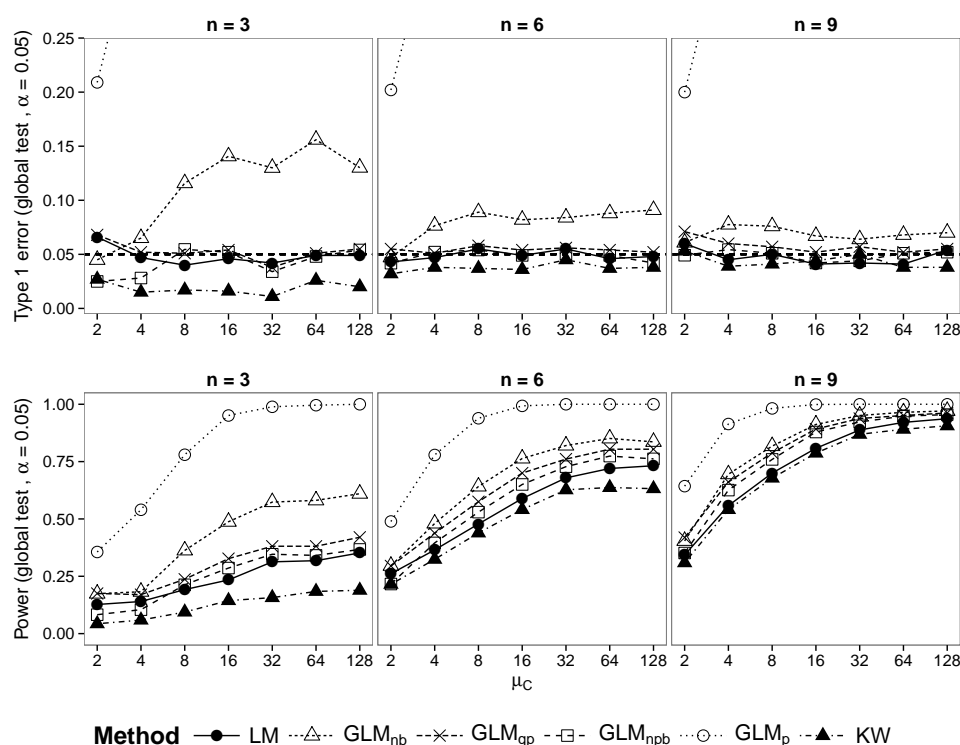 n = 3 n = 6 n = 9
Type 1 error (global test , α = 0.05)
0.25
0.20
0.15
0.10
0.05
0.00
2 4 8 16 32 64 128 2 4 8 16 32 64 128 2 4 8 16 32 64 128
n = 3 n = 6 n = 9
Power (global test, α = 0.05)
1.00
0.75
0.50
0.25
0.00
2 4 8 16 32 64 128 2 4 8 16 32 64 128 2 4 8 16 32 64 128
μC
Method LM GLMnb GLMqp GLMnpb GLMp KW